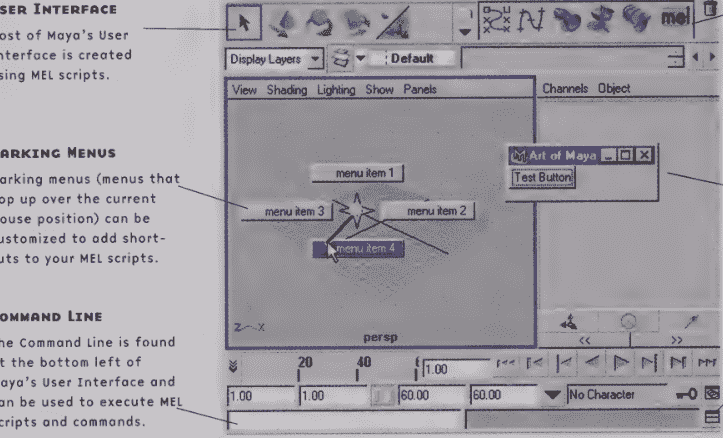 SER INTERFACE
ost of Maya's User
nterface is created
sing MEL scripts.
ARKING MENUS
arking menus (menus that
op up over the current
ouse position) can be
ustomized to add short-
uts to your MEL scripts.
OMMAND LINE
he Command Line is found
t the bottom left of
aya's User Interface and
an be used to execute MEL
cripts and commands.
mel
Display Layers
Default
View Shading Lighting Show Panels
Channels Object
Art of Maya
Test Button
menu item 1
menu item 3
menu item 2
menu item 4
z x
persp
<< >>
20 40
1.00
1.00 1.00 60.00 60.00 No Character